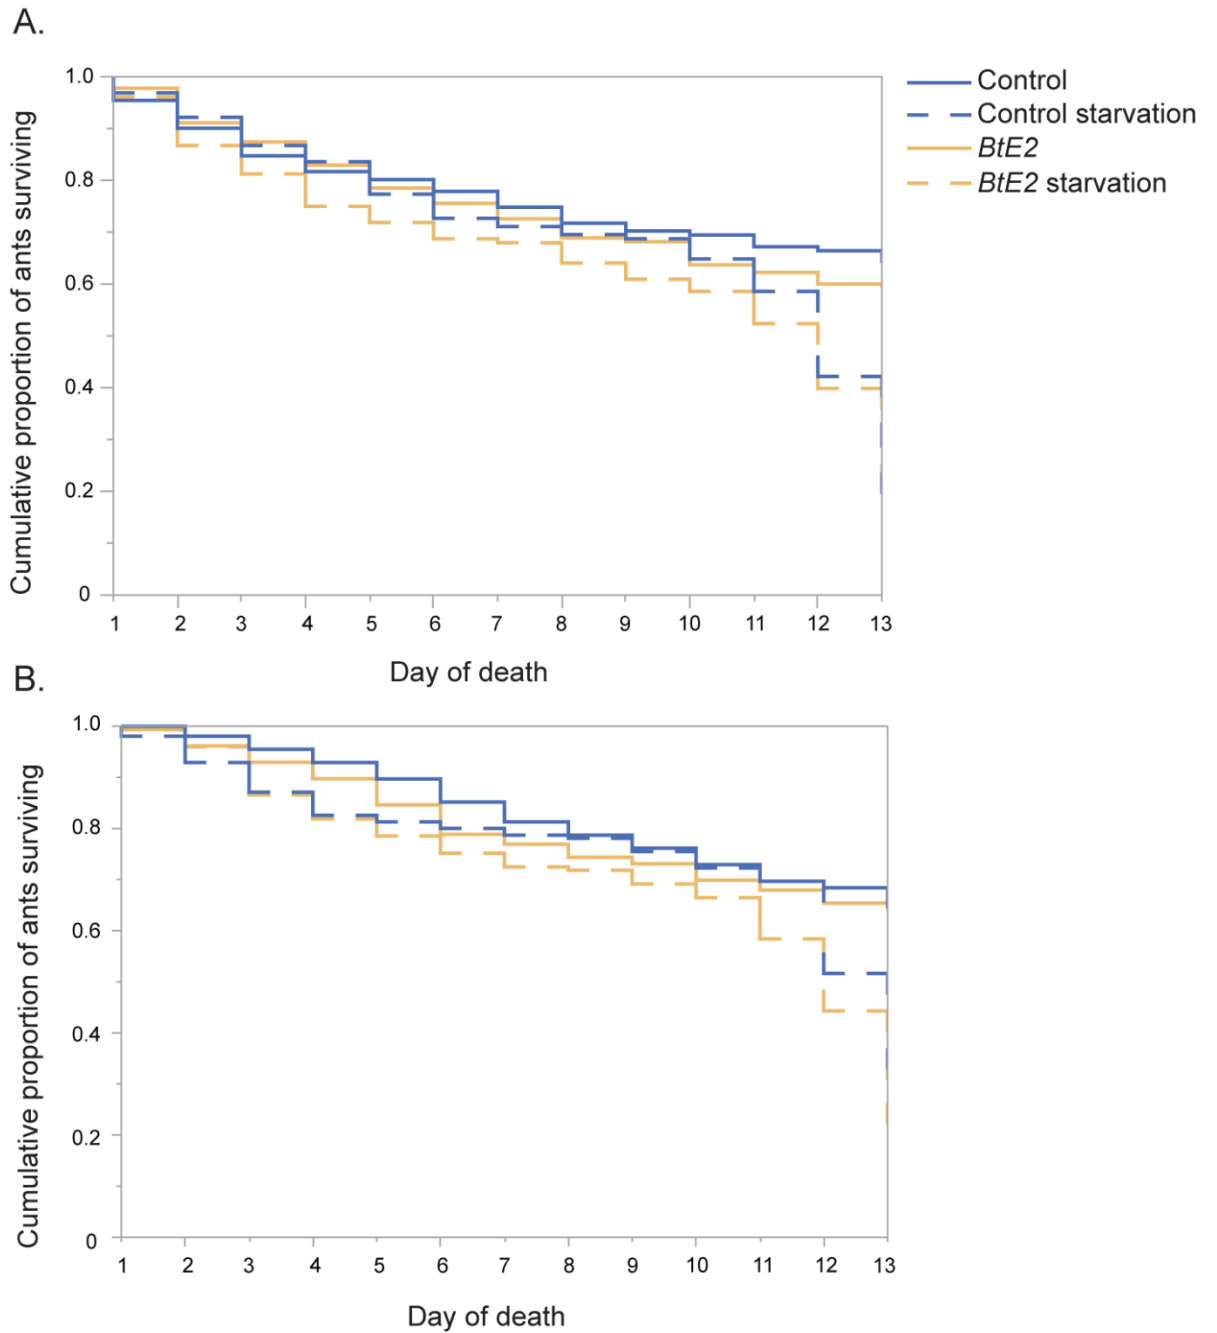 A.
Cumulative proportion of ants surviving
1.0
0.8
0.6
0.4
0.2
0
1 2 3 4 5 6 7 8 9 10 11 12 13
Day of death
Control
Control starvation
BtE2
BtE2 starvation
B.
Cumulative proportion of ants surviving
1.0
0.8
0.6
0.4
0.2
0
1 2 3 4 5 6 7 8 9 10 11 12 13
Day of death